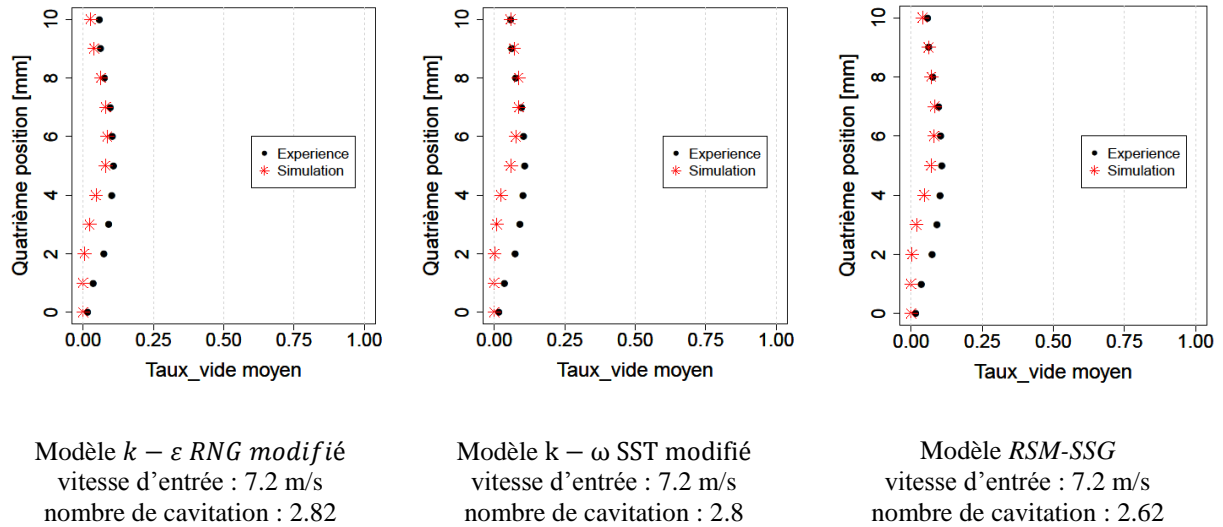 Quatrième position [mm]
10
8
6
4
2
0
Experience
Simulation
0.00 0.25 0.50 0.75 1.00
Taux_vide moyen
Modèle k − ε RNG modifié
vitesse d’entrée : 7.2 m/s
nombre de cavitation : 2.82
Quatrième position [mm]
10
8
6
4
2
0
Experience
Simulation
0.00 0.25 0.50 0.75 1.00
Taux_vide moyen
Modèle k − ω SST modifié
vitesse d’entrée : 7.2 m/s
nombre de cavitation : 2.8
Quatrième position [mm]
10
8
6
4
2
0
Experience
Simulation
0.00 0.25 0.50 0.75 1.00
Taux_vide moyen
Modèle RSM-SSG
vitesse d’entrée : 7.2 m/s
nombre de cavitation : 2.62